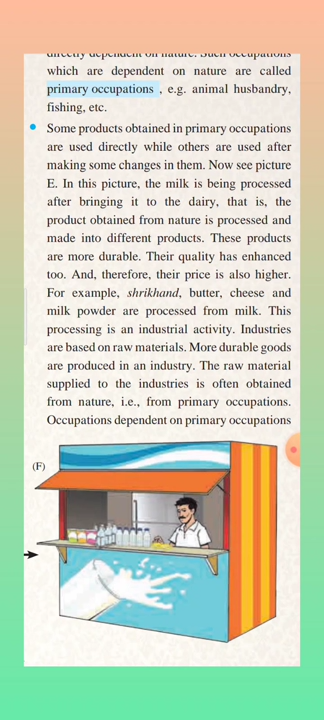 directly dependent on nature. Such occupations
which are dependent on nature are called
primary occupations , e.g. animal husbandry,
fishing, etc.
Some products obtained in primary occupations
are used directly while others are used after
making some changes in them. Now see picture
E. In this picture, the milk is being processed
after bringing it to the dairy, that is, the
product obtained from nature is processed and
made into different products. These products
are more durable. Their quality has enhanced
too. And, therefore, their price is also higher.
For example, shrikhand, butter, cheese and
milk powder are processed from milk. This
processing is an industrial activity. Industries
are based on raw materials. More durable goods
are produced in an industry. The raw material
supplied to the industries is often obtained
from nature, i.e., from primary occupations.
Occupations dependent on primary occupations
(F)